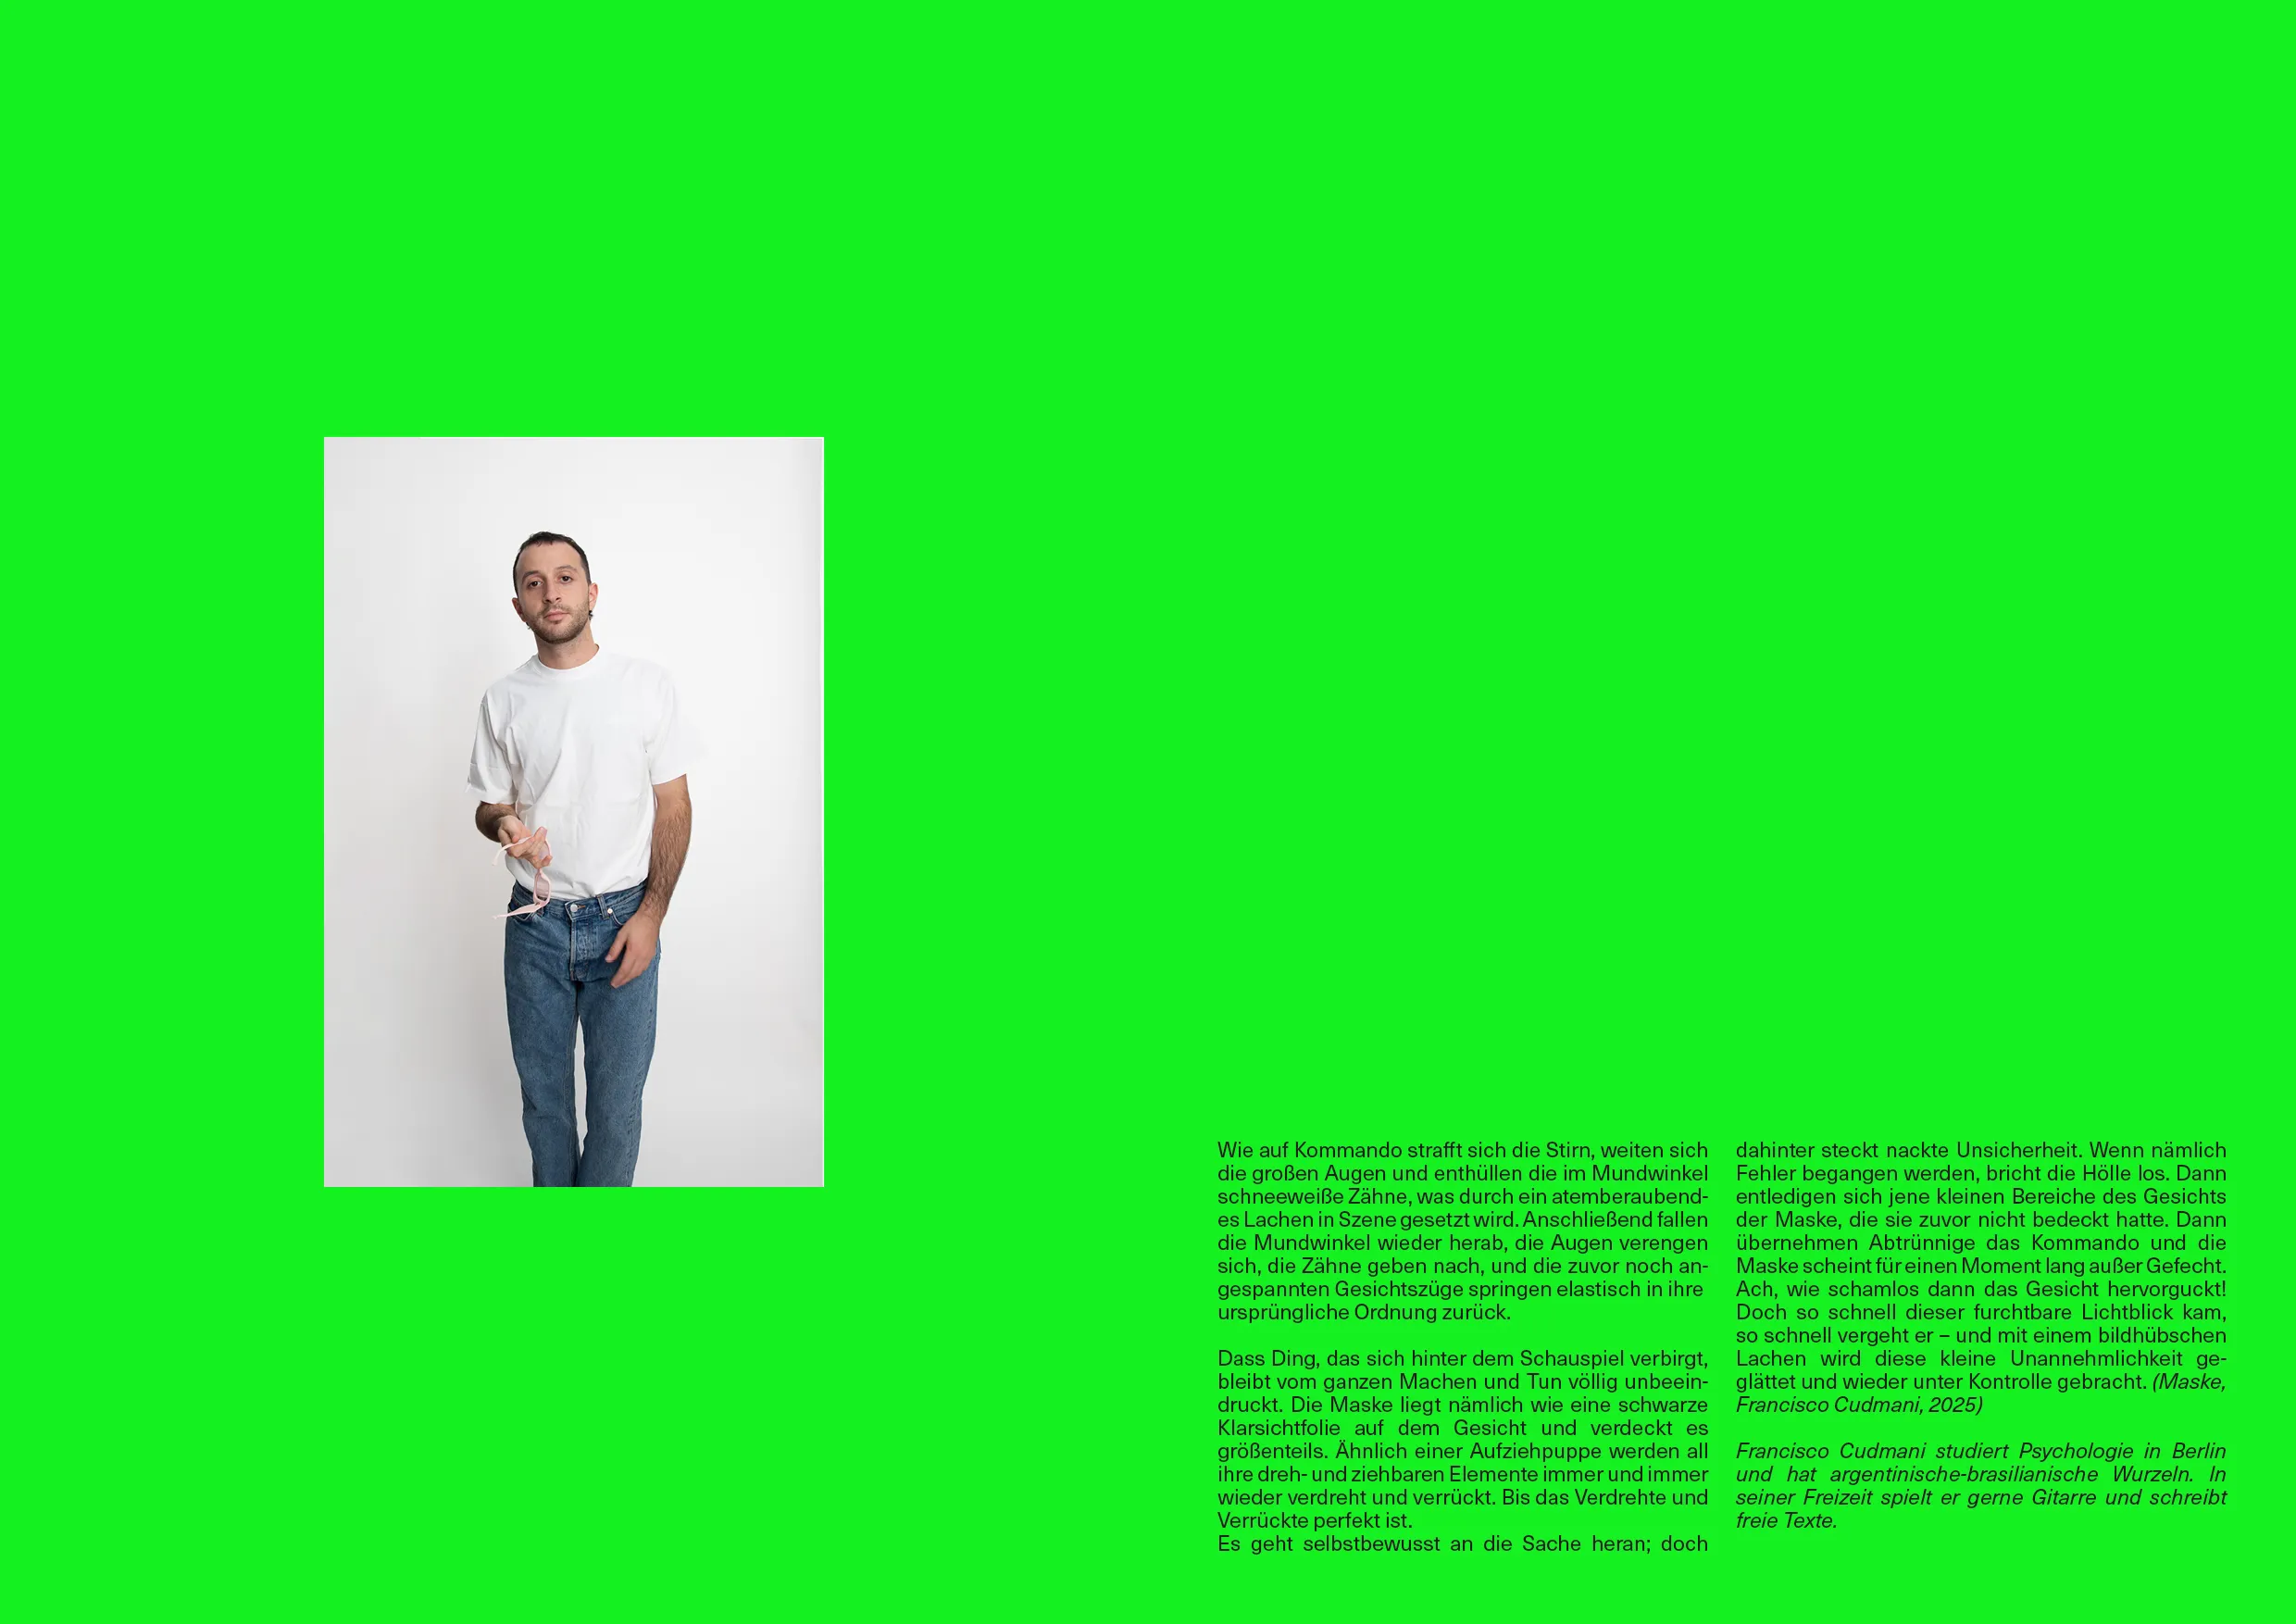 Wie auf Kommando strafft sich die Stirn, weiten sich
die großen Augen und enthüllen die im Mundwinkel
schneeweiße Zähne, was durch ein atemberaubend-
es Lachen in Szene gesetzt wird. Anschließend fallen
die Mundwinkel wieder herab, die Augen verengen
sich, die Zähne geben nach, und die zuvor noch an-
gespannten Gesichtszüge springen elastisch in ihre
ursprüngliche Ordnung zurück.

Dass Ding, das sich hinter dem Schauspiel verbirgt,
bleibt vom ganzen Machen und Tun völlig unbeein-
druckt. Die Maske liegt nämlich wie eine schwarze
Klarsichtfolie auf dem Gesicht und verdeckt es
größenteils. Ähnlich einer Aufziehpuppe werden all
ihre dreh- und ziehbaren Elemente immer und immer
wieder verdreht und verrückt. Bis das Verdrehte und
Verrückte perfekt ist.
Es geht selbstbewusst an die Sache heran; doch
dahinter steckt nackte Unsicherheit. Wenn nämlich
Fehler begangen werden, bricht die Hölle los. Dann
entledigen sich jene kleinen Bereiche des Gesichts
der Maske, die sie zuvor nicht bedeckt hatte. Dann
übernehmen Abtrünnige das Kommando und die
Maske scheint für einen Moment lang außer Gefecht.
Ach, wie schamlos dann das Gesicht hervorguckt!
Doch so schnell dieser furchtbare Lichtblick kam,
so schnell vergeht er – und mit einem bildhübschen
Lachen wird diese kleine Unannehmlichkeit ge-
glättet und wieder unter Kontrolle gebracht. (Maske,
Francisco Cudmani, 2025)

Francisco Cudmani studiert Psychologie in Berlin
und hat argentinische-brasilianische Wurzeln. In
seiner Freizeit spielt er gerne Gitarre und schreibt
freie Texte.